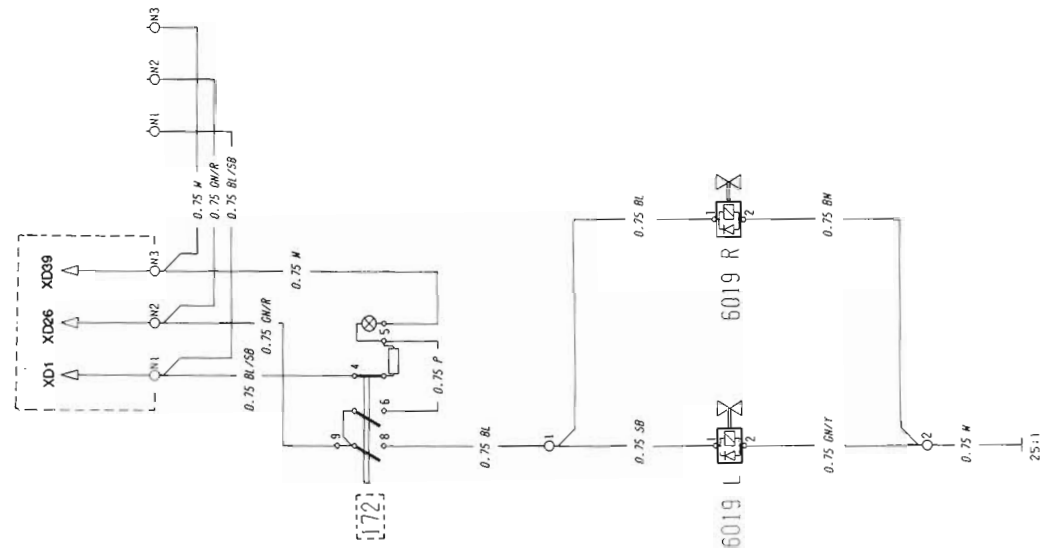 N3
N2
N1
0.75 W
0.75 GN/R
0.75 BL/SB
XD39
XD26
XD1
N3
N2
N1
0.75 W
0.75 GN/R
0.75 BL/SB
4
5
6
8
9
0.75 P
172
0.75 BL
1
0.75 BL
0.75 SB
1
2
6019 R
1
2
6019 L
0.75 BN
0.75 GN/Y
2
0.75 W
25:1